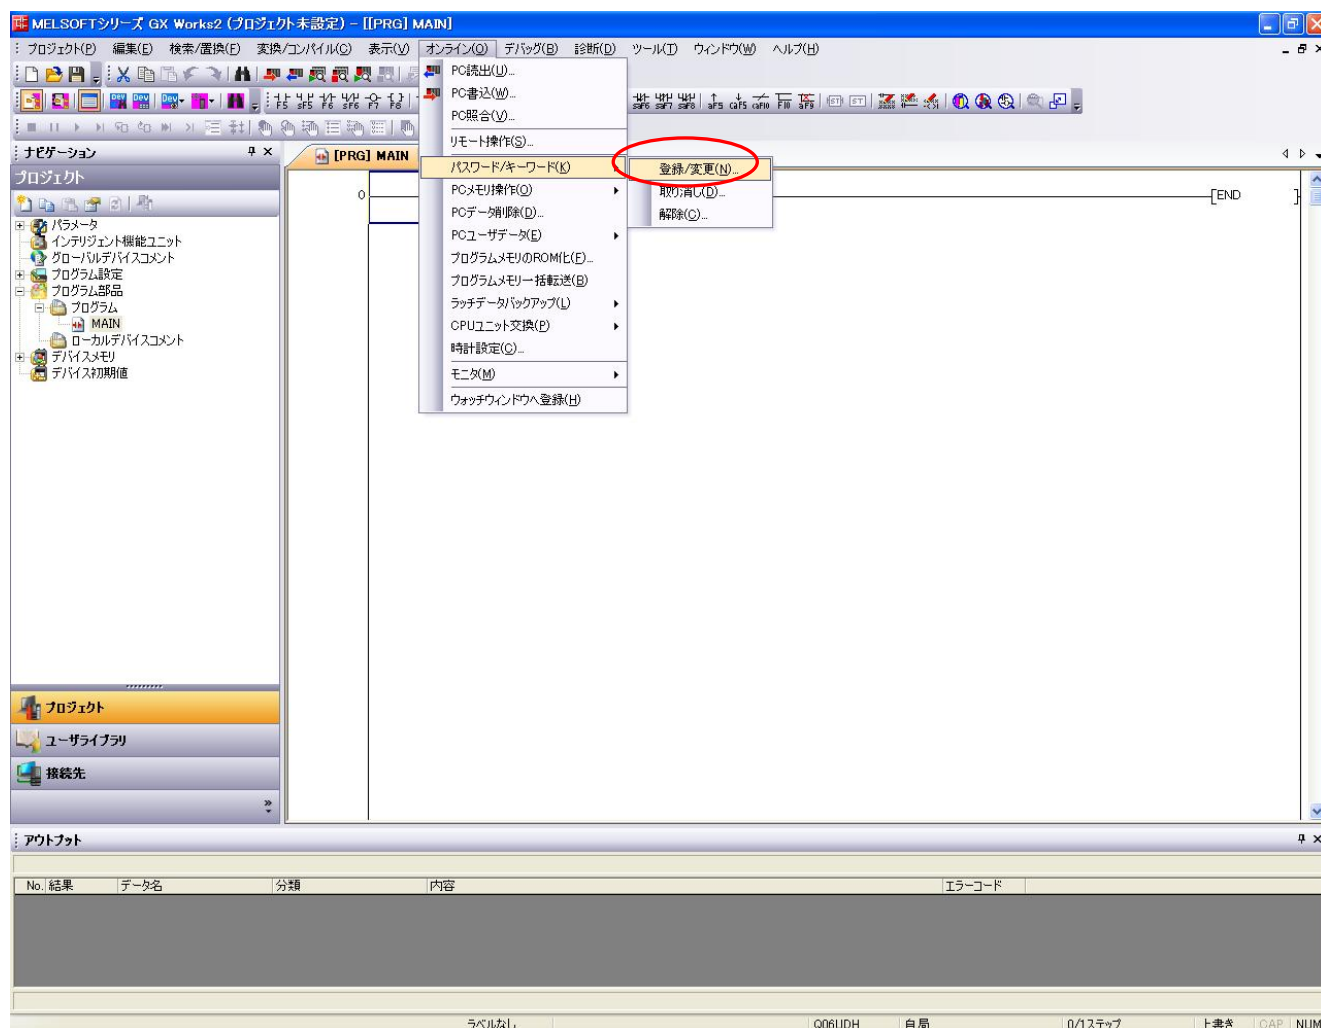 MELSOFTシリーズ GX Works2 (プロジェクト未設定) - [[PRG] MAIN]
プロジェクト(P) 編集(E) 検索/置換(F) 変換/コンパイル(C) 表示(V) オンライン(O) デバッグ(B) 診断(D) ツール(T) ウィンドウ(W) ヘルプ(H)
PC読出(U)...
PC書込(W)...
PC照合(V)...
リモート操作(S)...
パスワード/キーワード(K)
登録/変更(N)...
取り消し(D)...
解除(C)...
PCメモリ操作(O)
PCデータ削除(D)...
PCユーザデータ(E)
プログラムメモリのROM化(F)...
プログラムメモリ一括転送(B)
ラッチデータバックアップ(L)
CPUユニット交換(P)
時計設定(C)...
モニタ(M)
ウォッチウィンドウへ登録(H)
F5 sF5 F6 sF6 F7 F8
saF6 saF7 saF8 aF5 caF5 caF10 F10 aF9
ナビゲーション
プロジェクト
パラメータ
インテリジェント機能ユニット
グローバルデバイスコメント
プログラム設定
プログラム部品
プログラム
MAIN
ローカルデバイスコメント
デバイスメモリ
デバイス初期値
[PRG] MAIN
0
[END ]
プロジェクト
ユーザライブラリ
接続先
アウトプット
No. 結果 データ名 分類 内容 エラーコード
ラベルなし Q06UDH 自局 0/1ステップ 上書き CAP NUM